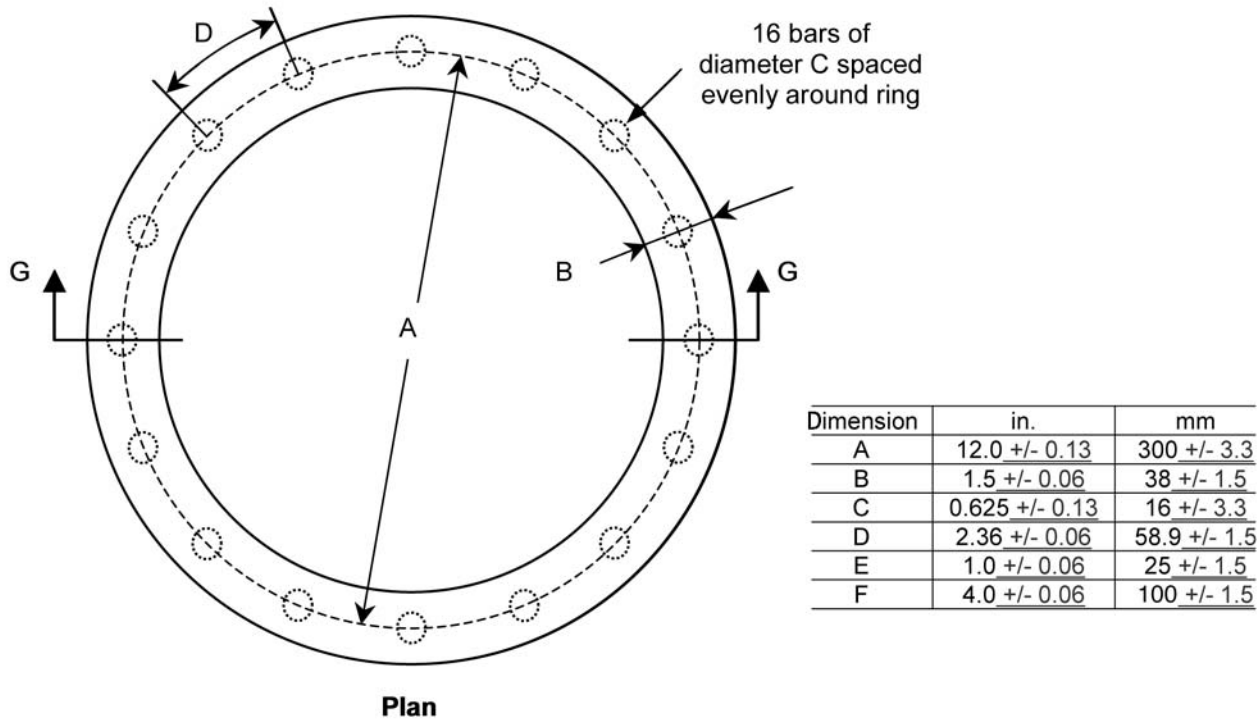 D
16 bars of
diameter C spaced
evenly around ring
G
B
G
A
Dimension in. mm
A 12.0 +/- 0.13 300 +/- 3.3
B 1.5 +/- 0.06 38 +/- 1.5
C 0.625 +/- 0.13 16 +/- 3.3
D 2.36 +/- 0.06 58.9 +/- 1.5
E 1.0 +/- 0.06 25 +/- 1.5
F 4.0 +/- 0.06 100 +/- 1.5
Plan